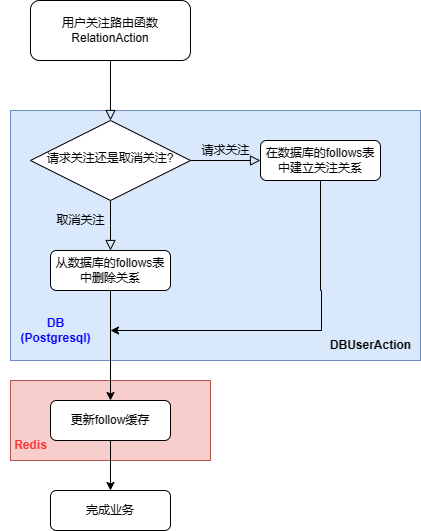 用户关注路由函数
RelationAction
请求关注还是取消关注?
请求关注
在数据库的follows表
中建立关注关系
取消关注
从数据库的follows表
中删除关系
DB
(Postgresql)
DBUserAction
更新follow缓存
Redis
完成业务